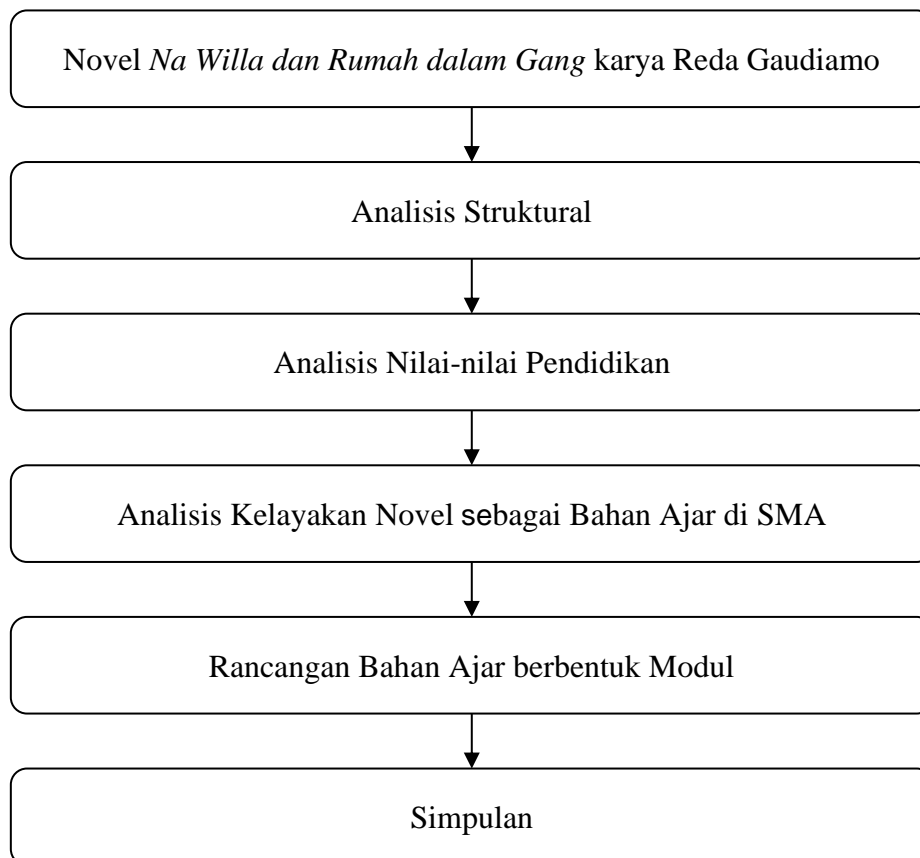 Novel Na Willa dan Rumah dalam Gang karya Reda Gaudiamo
Analisis Struktural
Analisis Nilai-nilai Pendidikan
Analisis Kelayakan Novel sebagai Bahan Ajar di SMA
Rancangan Bahan Ajar berbentuk Modul
Simpulan